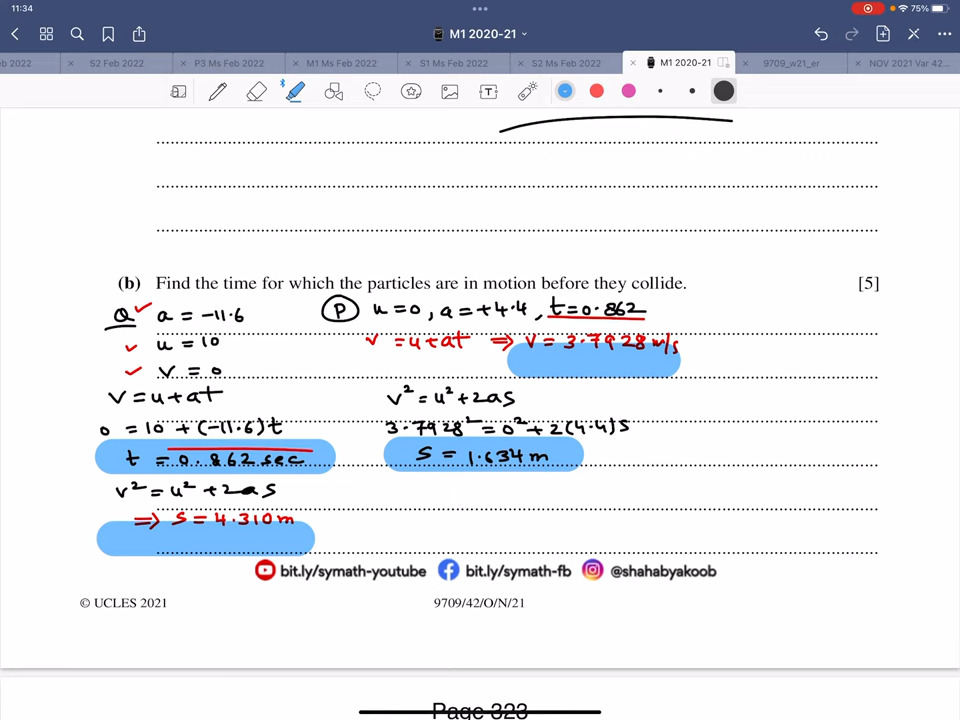 11:34
75%
M1 2020-21
eb 2022
S2 Feb 2022
P3 Ms Feb 2022
M1 Ms Feb 2022
S1 Ms Feb 2022
S2 Ms Feb 2022
M1 2020-21
9709_w21_er
NOV 2021 Var 42...
(b) Find the time for which the particles are in motion before they collide. [5]
Q ✓ a = -11.6
✓ u = 10
✓ v = 0
v = u + at
0 = 10 + (-11.6)t
t = 0.862 sec
v² = u² + 2as
⇒ s = 4.310 m
P u = 0, a = +4.4, t = 0.862
v = u + at ⇒ v = 3.7928 m/s
v² = u² + 2as
3.7928² = 0² + 2(4.4)s
s = 1.634 m
bit.ly/symath-youtube bit.ly/symath-fb @shahabyakoob
© UCLES 2021 9709/42/O/N/21
Page 323